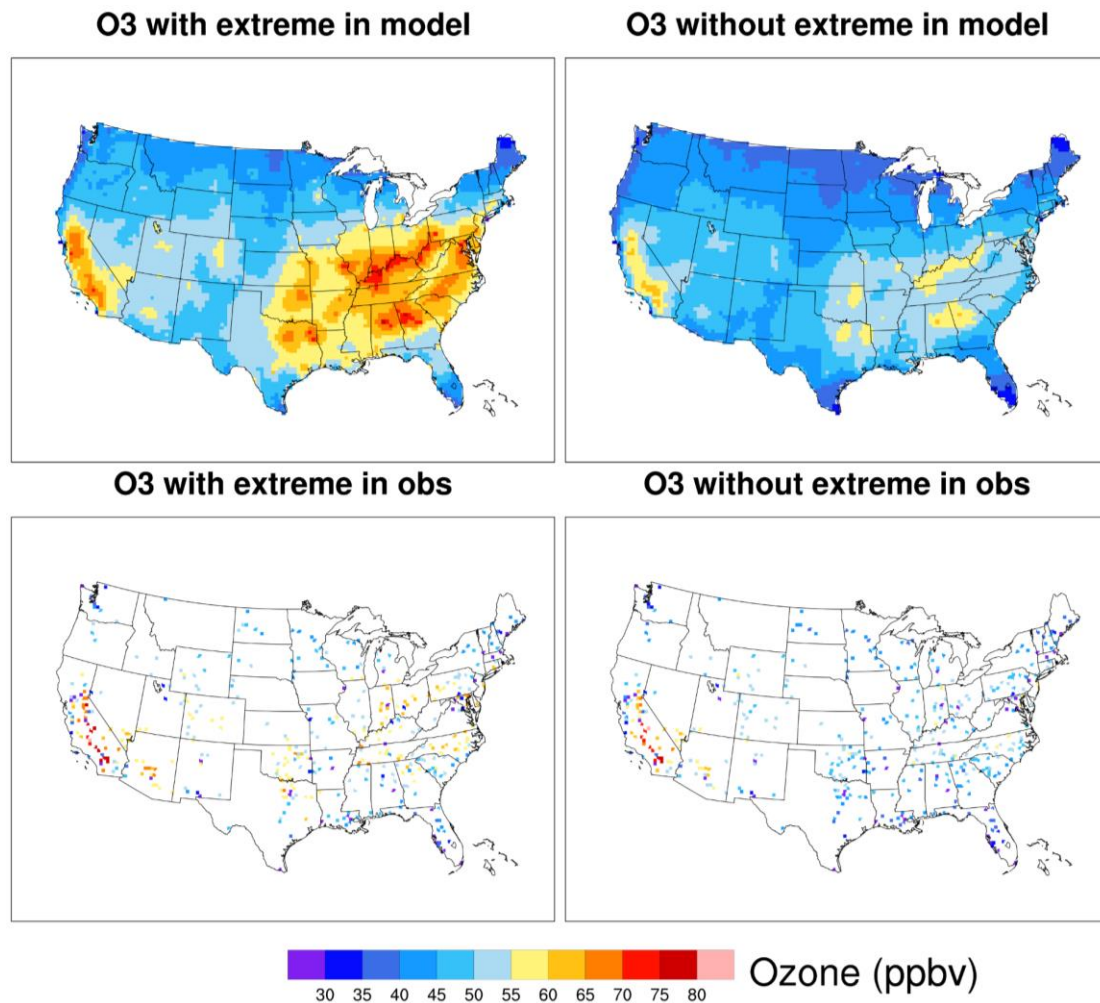 O3 with extreme in model
O3 without extreme in model
O3 with extreme in obs
O3 without extreme in obs
30 35 40 45 50 55 60 65 70 75 80
Ozone (ppbv)